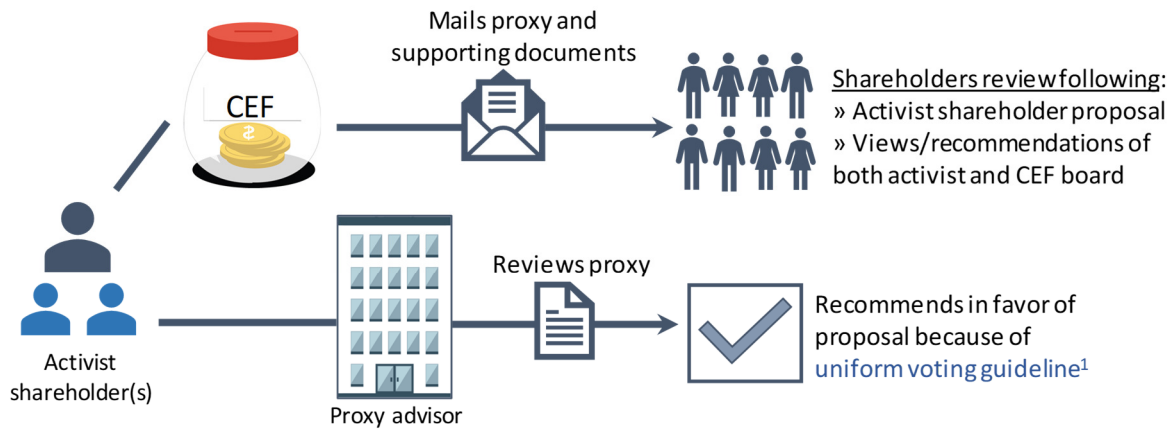 Mails proxy and
supporting documents
CEF
$
Shareholders review following:
» Activist shareholder proposal
» Views/recommendations of
both activist and CEF board
Activist
shareholder(s)
Proxy advisor
Reviews proxy
Recommends in favor of
proposal because of
uniform voting guideline¹